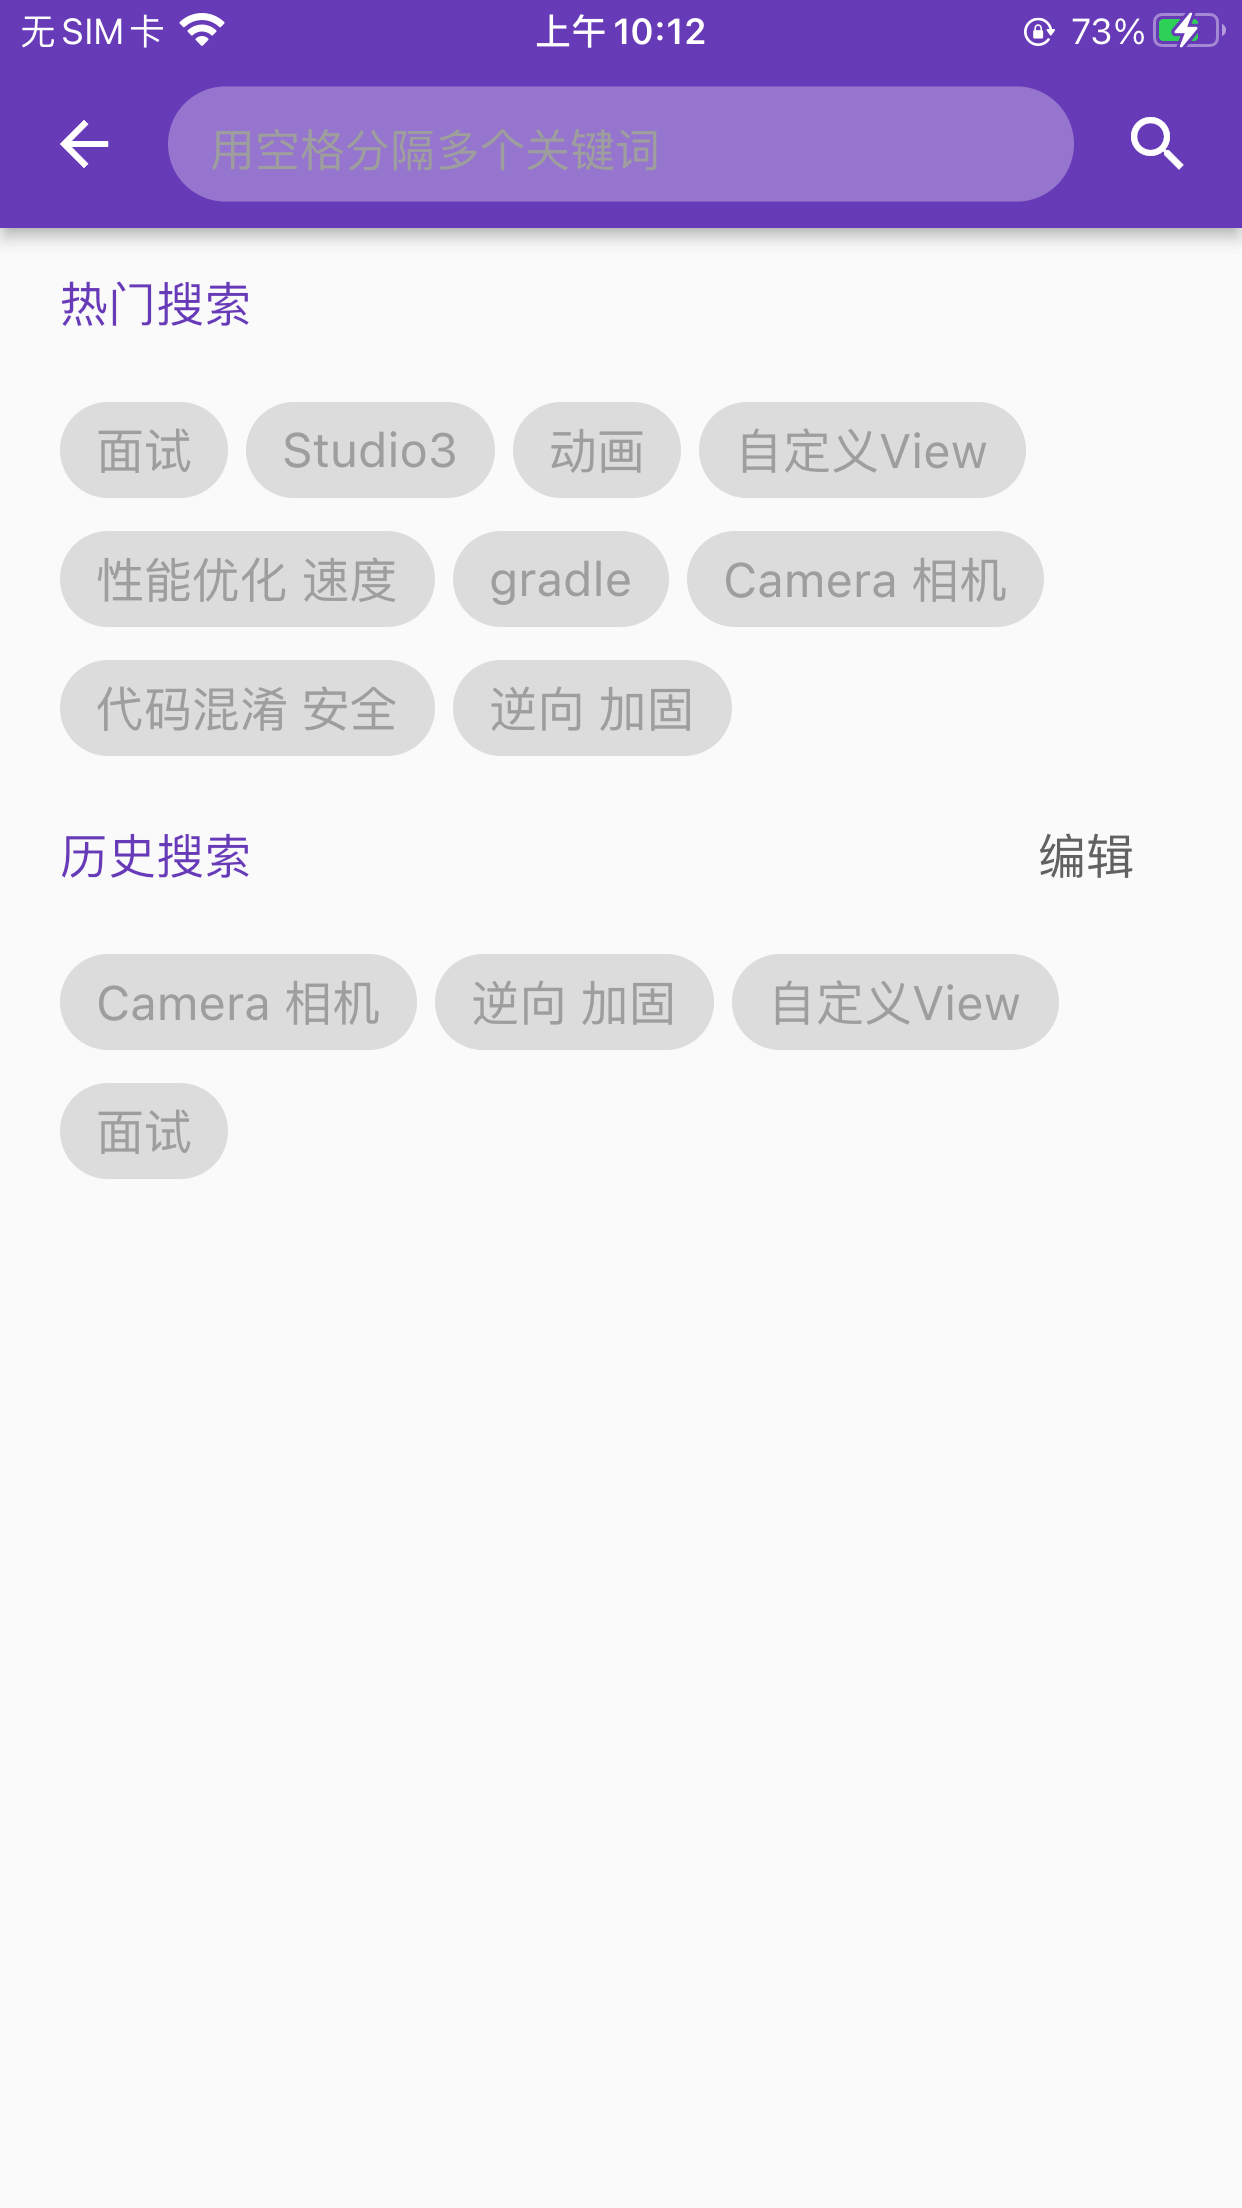 无 SIM 卡 上午 10:12 73%
用空格分隔多个关键词
热门搜索
面试 Studio3 动画 自定义View
性能优化 速度 gradle Camera 相机
代码混淆 安全 逆向 加固
历史搜索 编辑
Camera 相机 逆向 加固 自定义View
面试